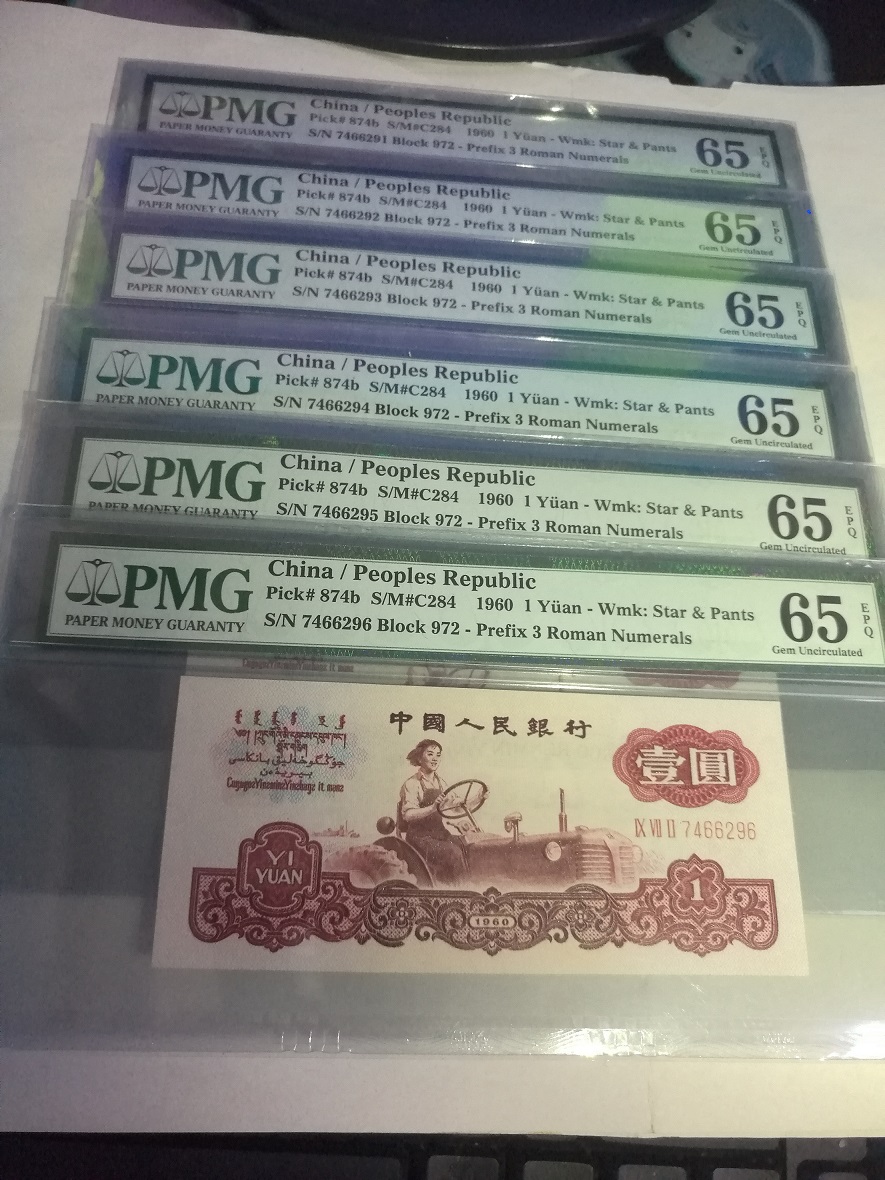 PMG
PAPER MONEY GUARANTY
China / Peoples Republic
Pick# 874b S/M#C284 1960 1 Yüan - Wmk: Star & Pants
S/N 7466291 Block 972 - Prefix 3 Roman Numerals
65
EPQ
Gem Uncirculated
PMG
PAPER MONEY GUARANTY
China / Peoples Republic
Pick# 874b S/M#C284 1960 1 Yüan - Wmk: Star & Pants
S/N 7466292 Block 972 - Prefix 3 Roman Numerals
65
EPQ
Gem Uncirculated
PMG
PAPER MONEY GUARANTY
China / Peoples Republic
Pick# 874b S/M#C284 1960 1 Yüan - Wmk: Star & Pants
S/N 7466293 Block 972 - Prefix 3 Roman Numerals
65
EPQ
Gem Uncirculated
PMG
PAPER MONEY GUARANTY
China / Peoples Republic
Pick# 874b S/M#C284 1960 1 Yüan - Wmk: Star & Pants
S/N 7466294 Block 972 - Prefix 3 Roman Numerals
65
EPQ
Gem Uncirculated
PMG
PAPER MONEY GUARANTY
China / Peoples Republic
Pick# 874b S/M#C284 1960 1 Yüan - Wmk: Star & Pants
S/N 7466295 Block 972 - Prefix 3 Roman Numerals
65
EPQ
Gem Uncirculated
PMG
PAPER MONEY GUARANTY
China / Peoples Republic
Pick# 874b S/M#C284 1960 1 Yüan - Wmk: Star & Pants
S/N 7466296 Block 972 - Prefix 3 Roman Numerals
65
EPQ
Gem Uncirculated
中國人民銀行
壹圓
IX VII II 7466296
YI
YUAN
1
1960